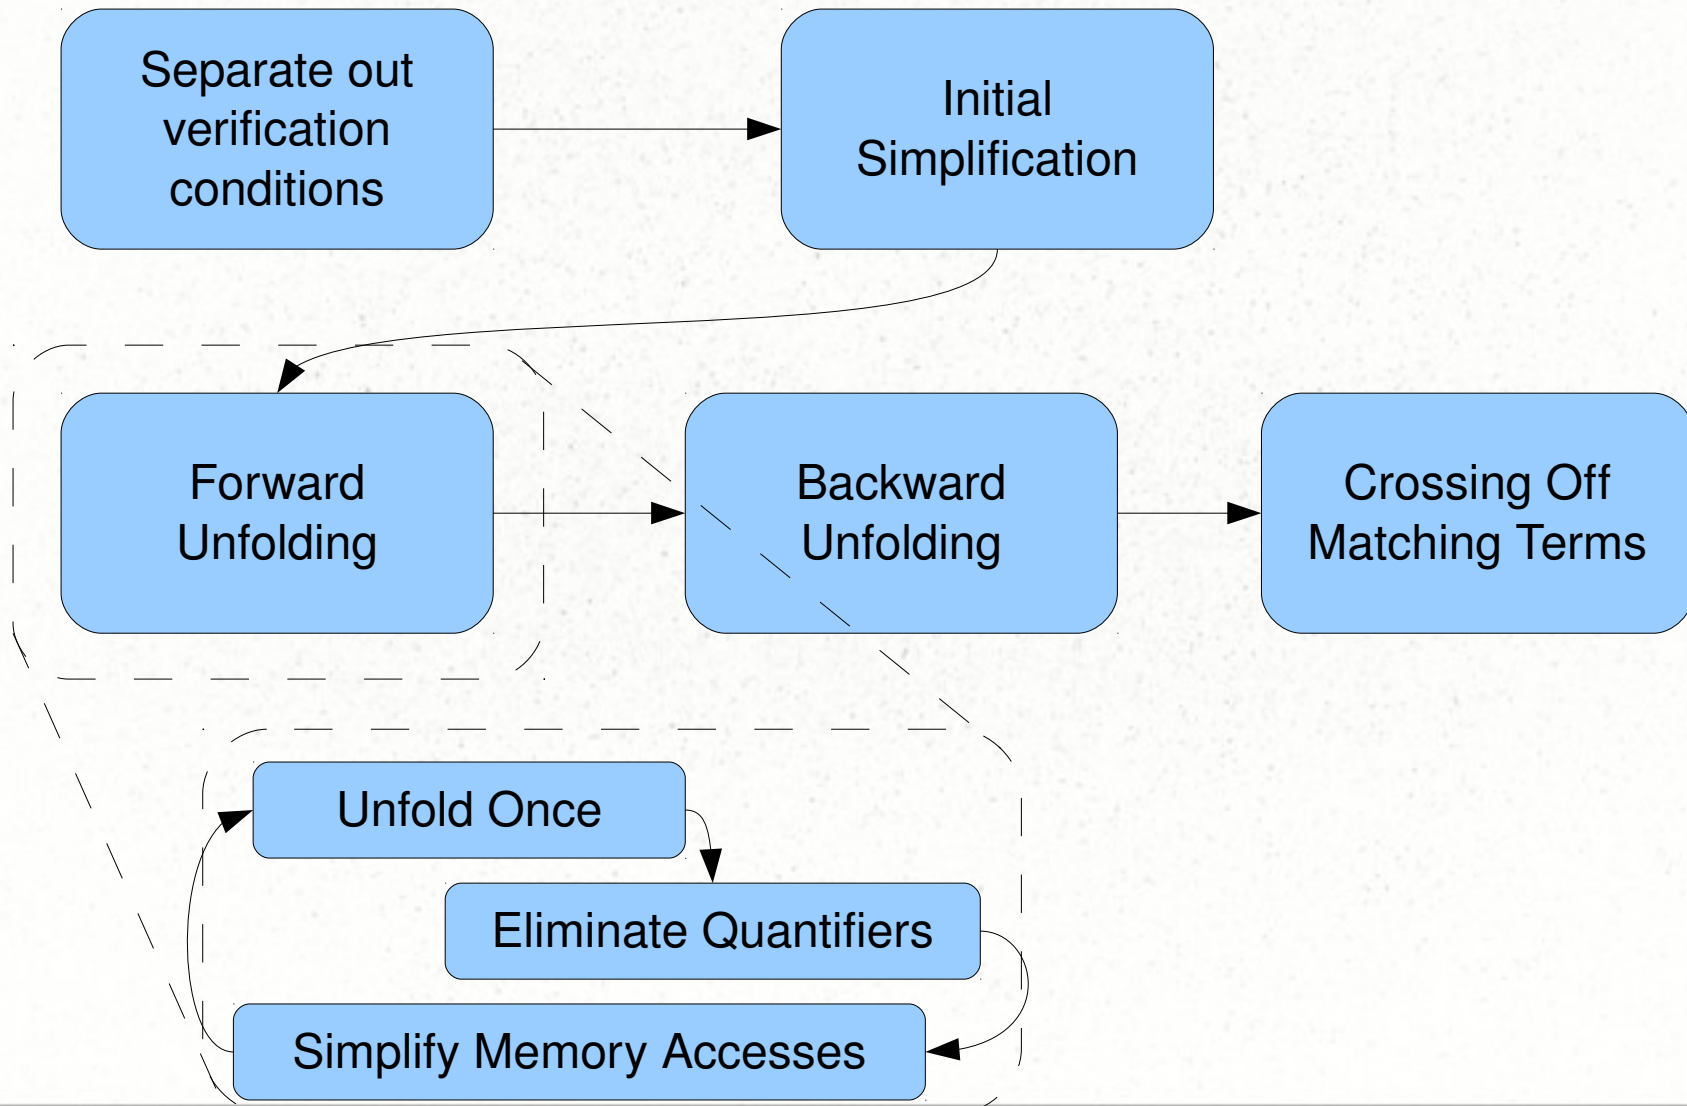 Separate out
verification
conditions
Initial
Simplification
Forward
Unfolding
Backward
Unfolding
Crossing Off
Matching Terms
Unfold Once
Eliminate Quantifiers
Simplify Memory Accesses